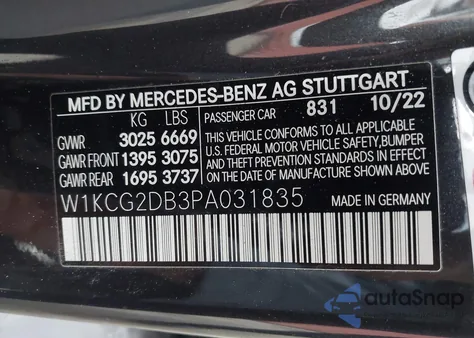 MFD BY MERCEDES-BENZ AG STUTTGART
KG LBS
PASSENGER CAR 831 10/22
GVWR 3025 6669
GAWR FRONT 1395 3075
GAWR REAR 1695 3737
THIS VEHICLE CONFORMS TO ALL APPLICABLE
U.S. FEDERAL MOTOR VEHICLE SAFETY,BUMPER,
AND THEFT PREVENTION STANDARDS IN EFFECT
ON THE DATE OF MANUFACTURE SHOWN ABOVE.
W1KCG2DB3PA031835
MADE IN GERMANY
autoSnap